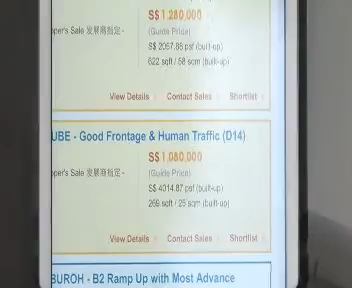 S$ 1,280,000
(Guide Price)
oper's Sale 发展商指定 -
S$ 2057.88 psf (built-up)
622 sqft / 58 sqm (built-up)
View Details
Contact Sales
Shortlist
UBE - Good Frontage & Human Traffic (D14)
S$ 1,080,000
oper's Sale 发展商指定 -
(Guide Price)
S$ 4014.87 psf (built-up)
269 sqft / 25 sqm (built-up)
View Details
Contact Sales
Shortlist
BUROH - B2 Ramp Up with Most Advance